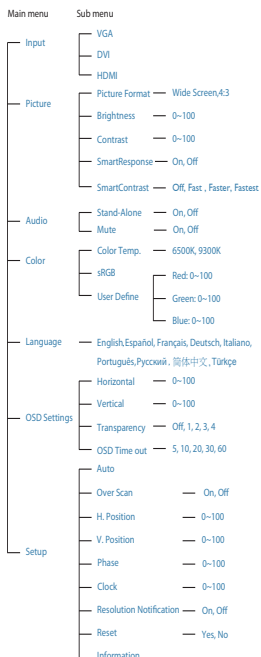 Main menu Sub menu
Input
VGA
DVI
HDMI
Picture
Picture Format Wide Screen,4:3
Brightness 0~100
Contrast 0~100
SmartResponse On, Off
SmartContrast Off, Fast , Faster, Fastest
Audio
Stand-Alone On, Off
Mute On, Off
Color
Color Temp. 6500K, 9300K
sRGB
User Define
Red: 0~100
Green: 0~100
Blue: 0~100
Language
English,Español, Français, Deutsch, Italiano,
Português,Русский, 简体中文, Türkçe
OSD Settings
Horizontal 0~100
Vertical 0~100
Transparency Off, 1, 2, 3, 4
OSD Time out 5, 10, 20, 30, 60
Setup
Auto
Over Scan On, Off
H. Position 0~100
V. Position 0~100
Phase 0~100
Clock 0~100
Resolution Notification On, Off
Reset Yes, No
Information